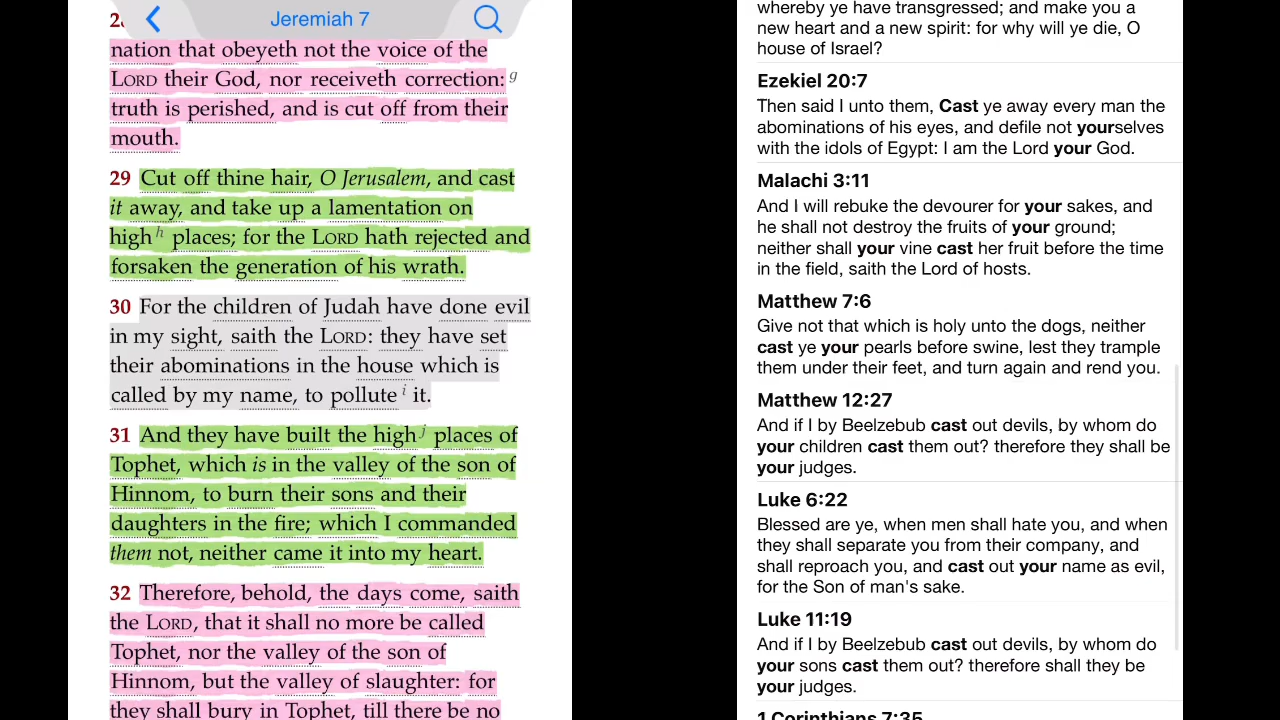 Jeremiah 7
nation that obeyeth not the voice of the
LORD their God, nor receiveth correction: g
truth is perished, and is cut off from their
mouth.
29 Cut off thine hair, O Jerusalem, and cast
it away, and take up a lamentation on
high h places; for the LORD hath rejected and
forsaken the generation of his wrath.
30 For the children of Judah have done evil
in my sight, saith the LORD: they have set
their abominations in the house which is
called by my name, to pollute i it.
31 And they have built the high j places of
Tophet, which is in the valley of the son of
Hinnom, to burn their sons and their
daughters in the fire; which I commanded
them not, neither came it into my heart.
32 Therefore, behold, the days come, saith
the LORD, that it shall no more be called
Tophet, nor the valley of the son of
Hinnom, but the valley of slaughter: for
they shall bury in Tophet, till there be no
whereby ye have transgressed; and make you a
new heart and a new spirit: for why will ye die, O
house of Israel?
Ezekiel 20:7
Then said I unto them, Cast ye away every man the
abominations of his eyes, and defile not yourselves
with the idols of Egypt: I am the Lord your God.
Malachi 3:11
And I will rebuke the devourer for your sakes, and
he shall not destroy the fruits of your ground;
neither shall your vine cast her fruit before the time
in the field, saith the Lord of hosts.
Matthew 7:6
Give not that which is holy unto the dogs, neither
cast ye your pearls before swine, lest they trample
them under their feet, and turn again and rend you.
Matthew 12:27
And if I by Beelzebub cast out devils, by whom do
your children cast them out? therefore they shall be
your judges.
Luke 6:22
Blessed are ye, when men shall hate you, and when
they shall separate you from their company, and
shall reproach you, and cast out your name as evil,
for the Son of man's sake.
Luke 11:19
And if I by Beelzebub cast out devils, by whom do
your sons cast them out? therefore shall they be
your judges.
1 Corinthians 7:35